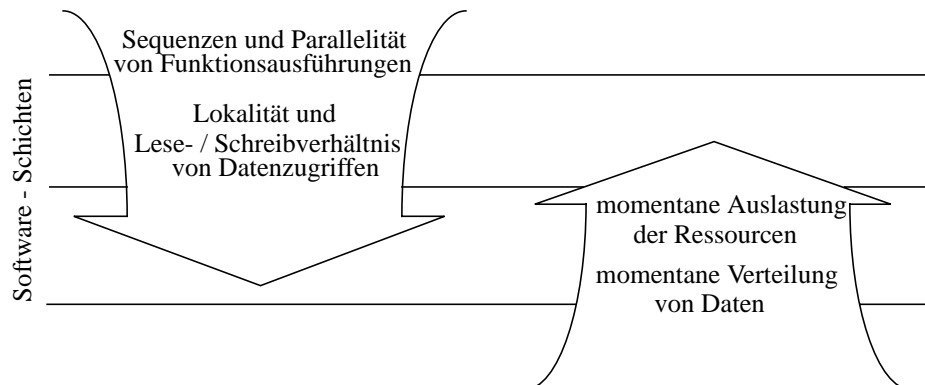 Software - Schichten
Sequenzen und Parallelität
von Funktionsausführungen
Lokalität und
Lese- / Schreibverhältnis
von Datenzugriffen
momentane Auslastung
der Ressourcen
momentane Verteilung
von Daten